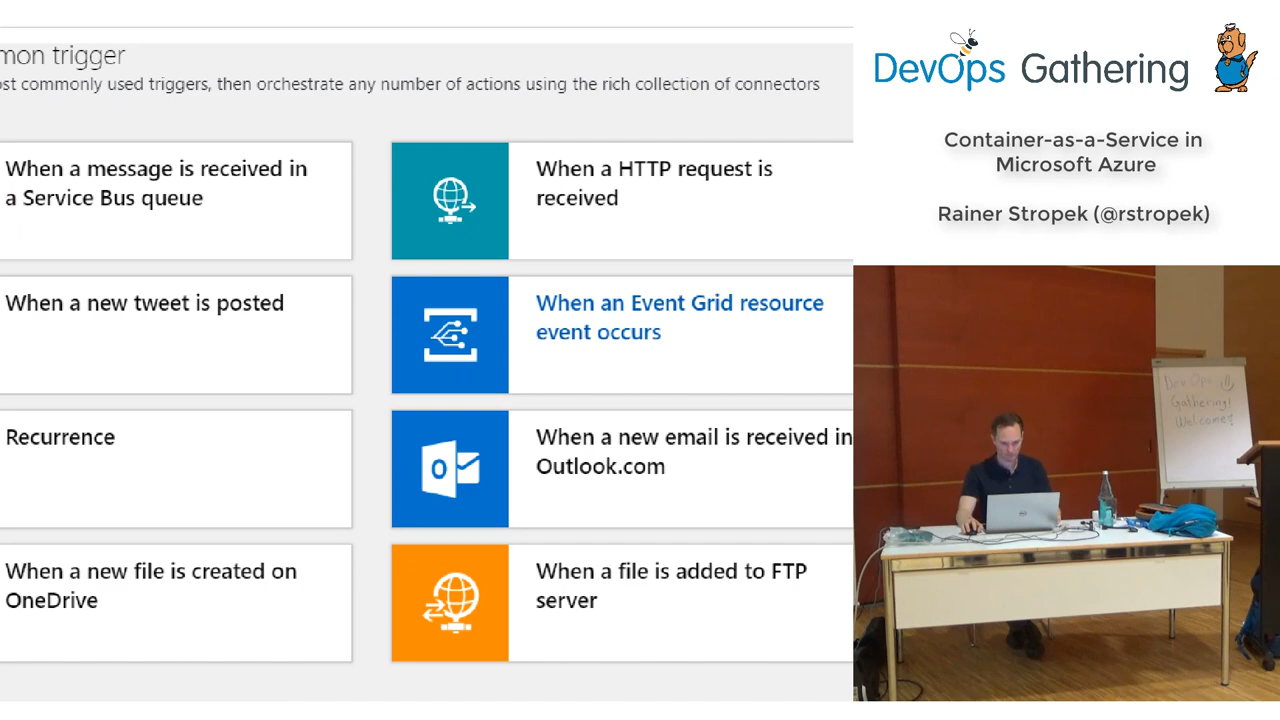 mon trigger
st commonly used triggers, then orchestrate any number of actions using the rich collection of connectors
When a message is received in
a Service Bus queue
When a HTTP request is
received
When a new tweet is posted
When an Event Grid resource
event occurs
Recurrence
When a new email is received in
Outlook.com
When a new file is created on
OneDrive
When a file is added to FTP
server
DevOps Gathering
Container-as-a-Service in
Microsoft Azure
Rainer Stropek (@rstropek)
DevOps
Gathering!
Welcome!